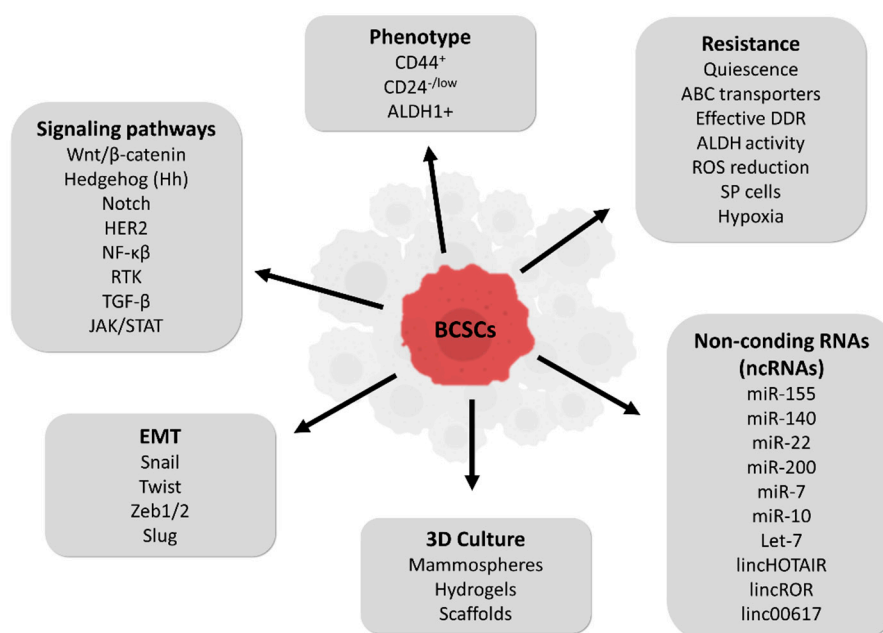 Phenotype
CD44⁺
CD24⁻/ˡᵒʷ
ALDH1+
Resistance
Quiescence
ABC transporters
Effective DDR
ALDH activity
ROS reduction
SP cells
Hypoxia
Signaling pathways
Wnt/β-catenin
Hedgehog (Hh)
Notch
HER2
NF-κβ
RTK
TGF-β
JAK/STAT
BCSCs
Non-conding RNAs
(ncRNAs)
miR-155
miR-140
miR-22
miR-200
miR-7
miR-10
Let-7
lincHOTAIR
lincROR
linc00617
EMT
Snail
Twist
Zeb1/2
Slug
3D Culture
Mammospheres
Hydrogels
Scaffolds